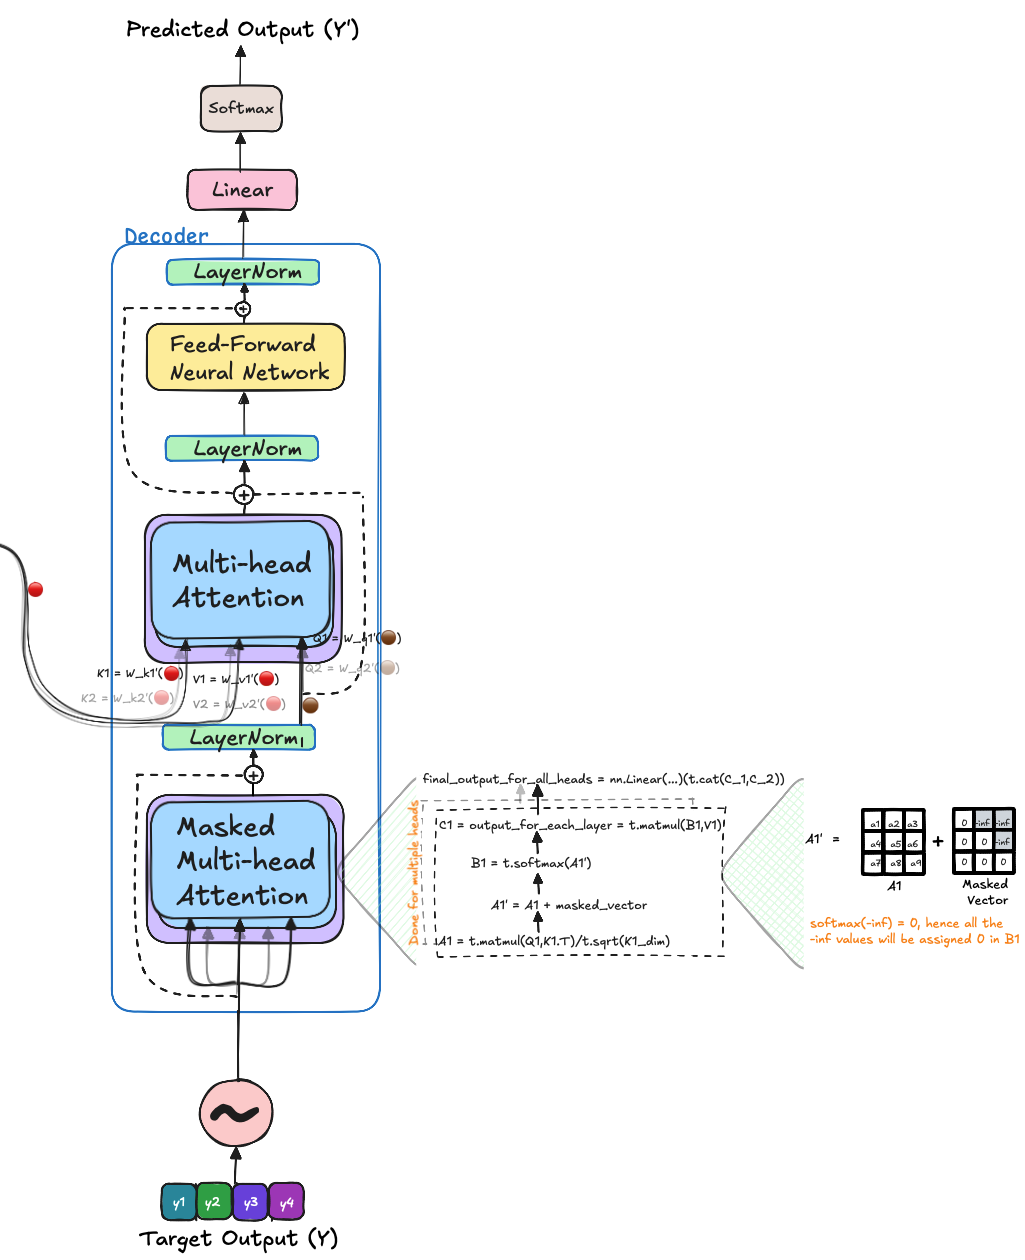 Predicted Output (Y')
Softmax
Linear
Decoder
LayerNorm
+
Feed-Forward
Neural Network
LayerNorm
+
Multi-head
Attention
Q1 = W_q1'( )
Q2 = W_q2'( )
K1 = W_k1'( )
V1 = W_v1'( )
K2 = W_k2'( )
V2 = W_v2'( )
LayerNorm
+
Masked
Multi-head
Attention
y1 y2 y3 y4
Target Output (Y)
Done for multiple heads
final_output_for_all_heads = nn.Linear(...)(t.cat(C_1,C_2))
C1 = output_for_each_layer = t.matmul(B1,V1)
B1 = t.softmax(A1')
A1' = A1 + masked_vector
A1 = t.matmul(Q1,K1.T)/t.sqrt(K1_dim)
A1' =
a1 a2 a3
a4 a5 a6
a7 a8 a9
A1
+
0 -inf -inf
0 0 -inf
0 0 0
Masked
Vector
softmax(-inf) = 0, hence all the
-inf values will be assigned 0 in B1